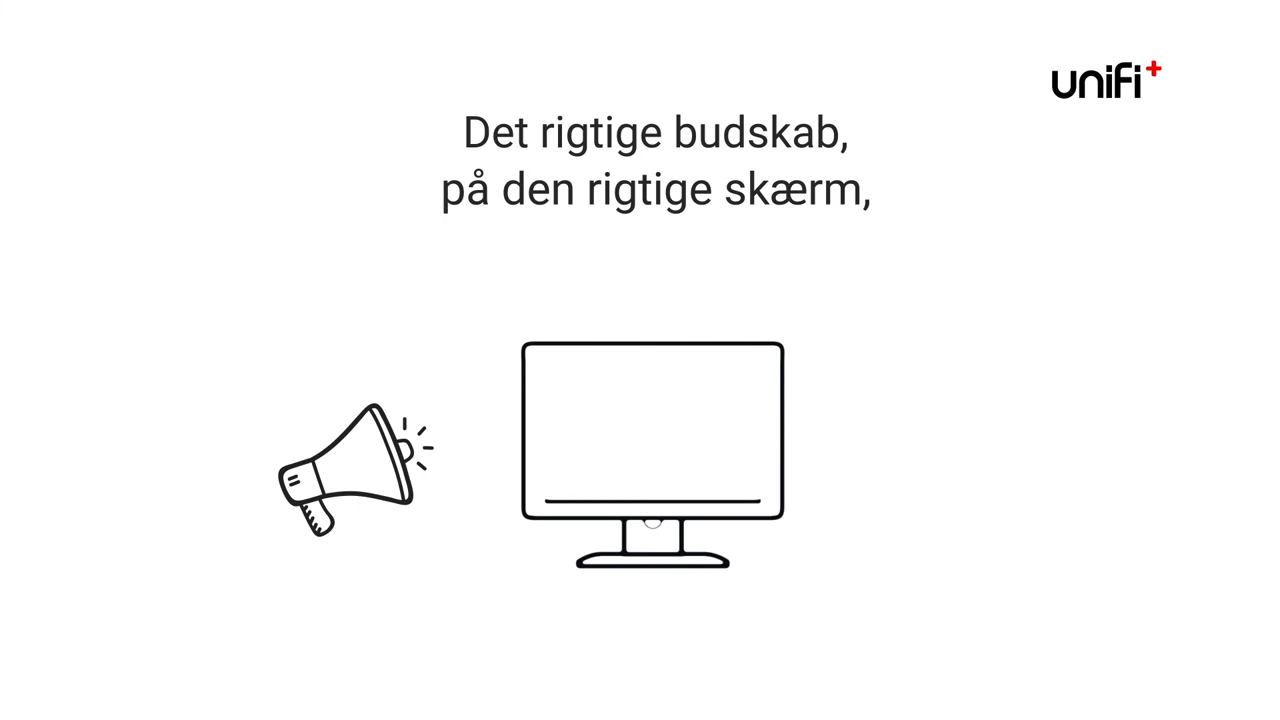 unifi+
Det rigtige budskab,
på den rigtige skærm,